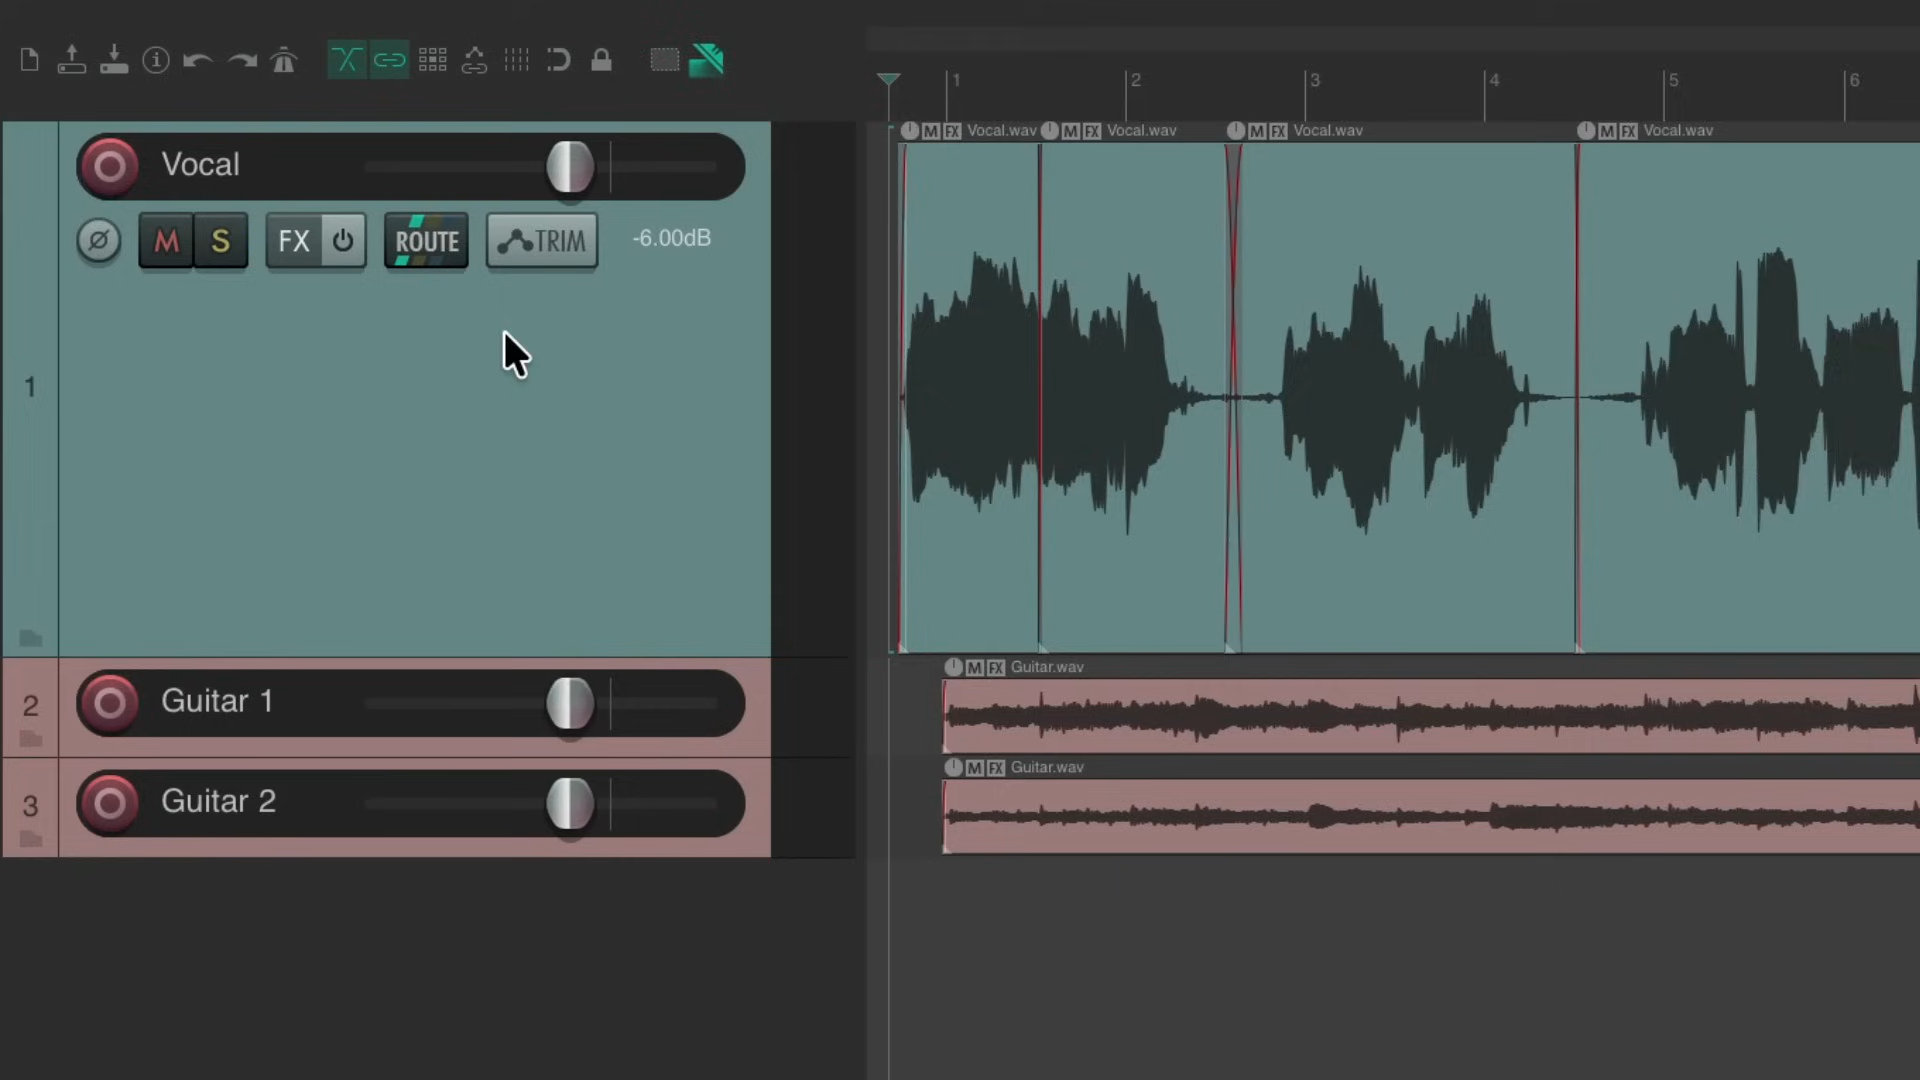 1 2 3 4 5 6
M FX Vocal.wav M FX Vocal.wav M FX Vocal.wav M FX Vocal.wav
Vocal
M S FX ROUTE TRIM -6.00dB
1
M FX Guitar.wav
2 Guitar 1
M FX Guitar.wav
3 Guitar 2